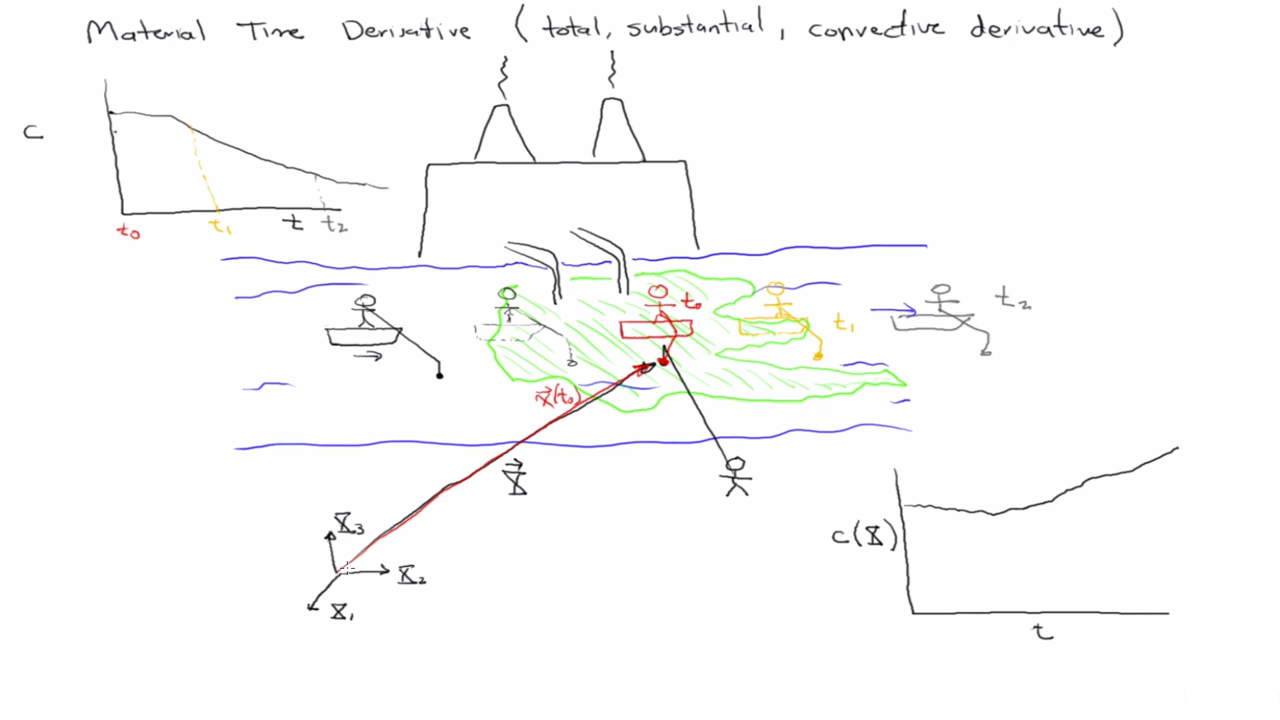 Material Time Derivative (total, substantial, convective derivative)
C
t₀ t₁ t t₂
t₀
t₁
t₂
x⃗(t₀)
X⃗
X₃
X₂
X₁
C(X)
t